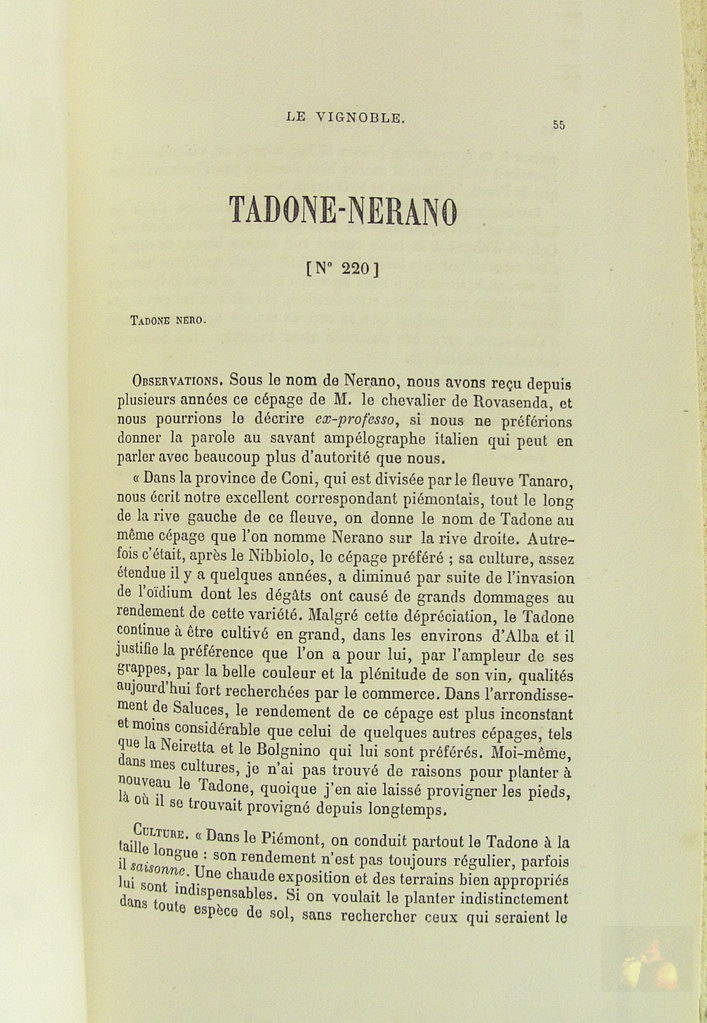 LE VIGNOBLE.
55
TADONE-NERANO
[N° 220]
TADONE NERO.
OBSERVATIONS. Sous le nom de Nerano, nous avons reçu depuis
plusieurs années ce cépage de M. le chevalier de Rovasenda, et
nous pourrions le décrire ex-professo, si nous ne préférions
donner la parole au savant ampélographe italien qui peut en
parler avec beaucoup plus d'autorité que nous.
« Dans la province de Coni, qui est divisée par le fleuve Tanaro,
nous écrit notre excellent correspondant piémontais, tout le long
de la rive gauche de ce fleuve, on donne le nom de Tadone au
même cépage que l'on nomme Nerano sur la rive droite. Autre-
fois c'était, après le Nibbiolo, le cépage préféré ; sa culture, assez
étendue il y a quelques années, a diminué par suite de l'invasion
de l'oïdium dont les dégâts ont causé de grands dommages au
rendement de cette variété. Malgré cette dépréciation, le Tadone
continue à être cultivé en grand, dans les environs d'Alba et il
justifie la préférence que l'on a pour lui, par l'ampleur de ses
grappes, par la belle couleur et la plénitude de son vin, qualités
aujourd'hui fort recherchées par le commerce. Dans l'arrondisse-
ment de Saluces, le rendement de ce cépage est plus inconstant
et moins considérable que celui de quelques autres cépages, tels
que la Neiretta et le Bolgnino qui lui sont préférés. Moi-même,
dans mes cultures, je n'ai pas trouvé de raisons pour planter à
nouveau le Tadone, quoique j'en aie laissé provigner les pieds,
là où il se trouvait provigné depuis longtemps.
CULTURE. « Dans le Piémont, on conduit partout le Tadone à la
taille longue : son rendement n'est pas toujours régulier, parfois
il saisonne. Une chaude exposition et des terrains bien appropriés
lui sont indispensables. Si on voulait le planter indistinctement
dans toute espèce de sol, sans rechercher ceux qui seraient le